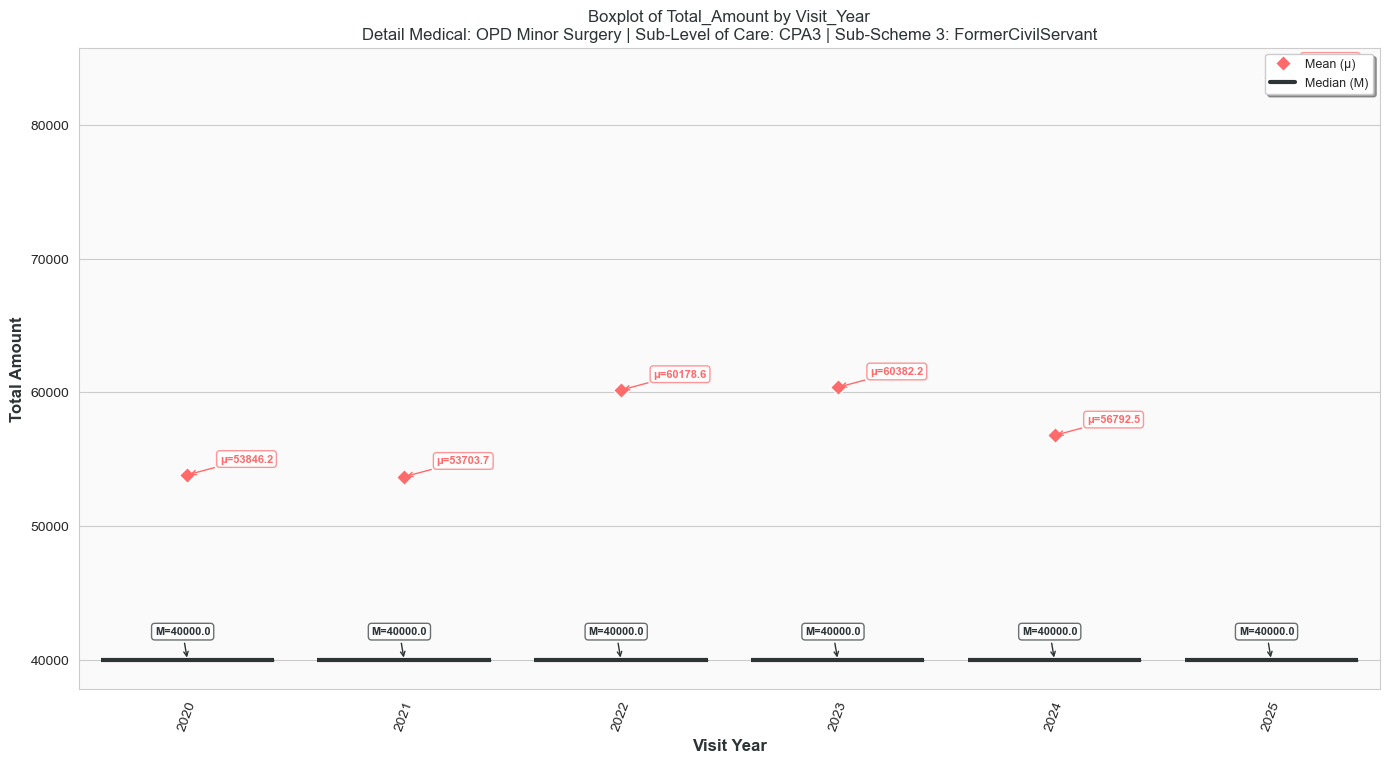 Boxplot of Total_Amount by Visit_Year
Detail Medical: OPD Minor Surgery | Sub-Level of Care: CPA3 | Sub-Scheme 3: FormerCivilServant
Mean (μ)
Median (M)
Total Amount
80000
70000
60000
50000
40000
μ=53846.2
μ=53703.7
μ=60178.6
μ=60382.2
μ=56792.5
M=40000.0
M=40000.0
M=40000.0
M=40000.0
M=40000.0
M=40000.0
2020
2021
2022
2023
2024
2025
Visit Year